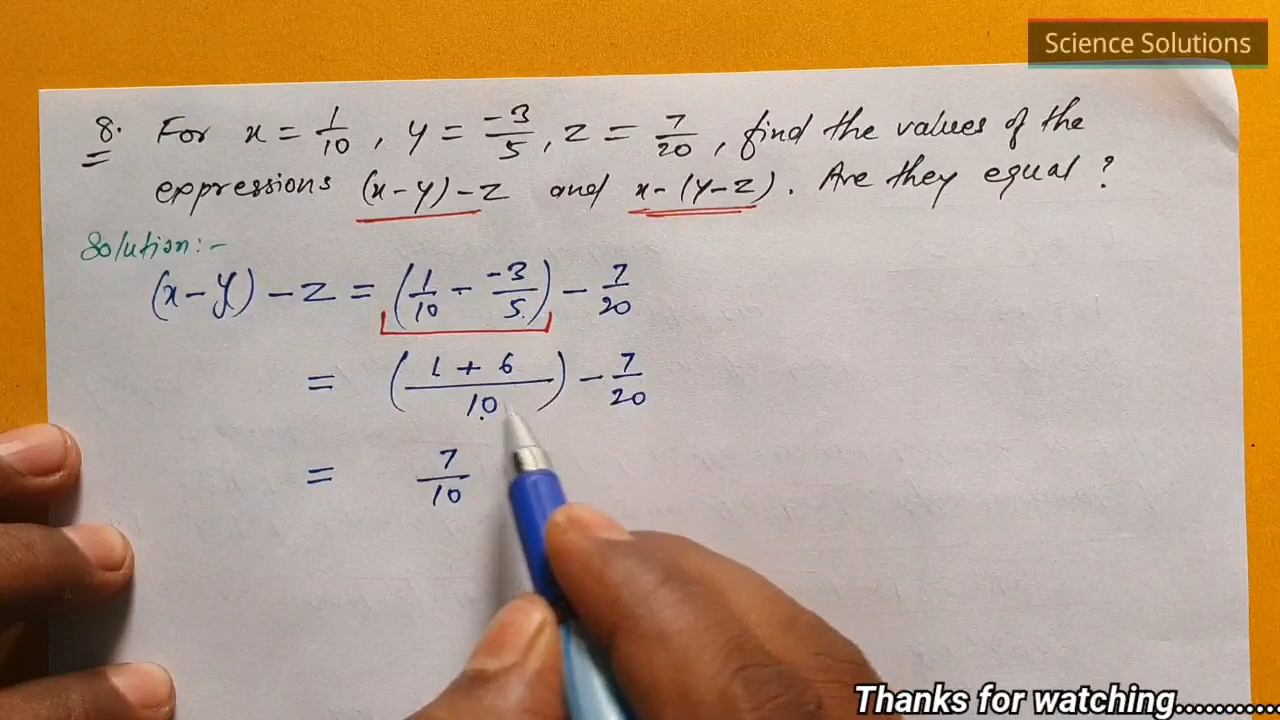 Science Solutions
8. For x = 1/10, y = -3/5, z = 7/20, find the values of the
expressions (x-y)-z and x-(y-z). Are they equal?
Solution:-
(x-y)-z = (1/10 - -3/5) - 7/20
= (1+6/10) - 7/20
= 7/10
Thanks for watching...........